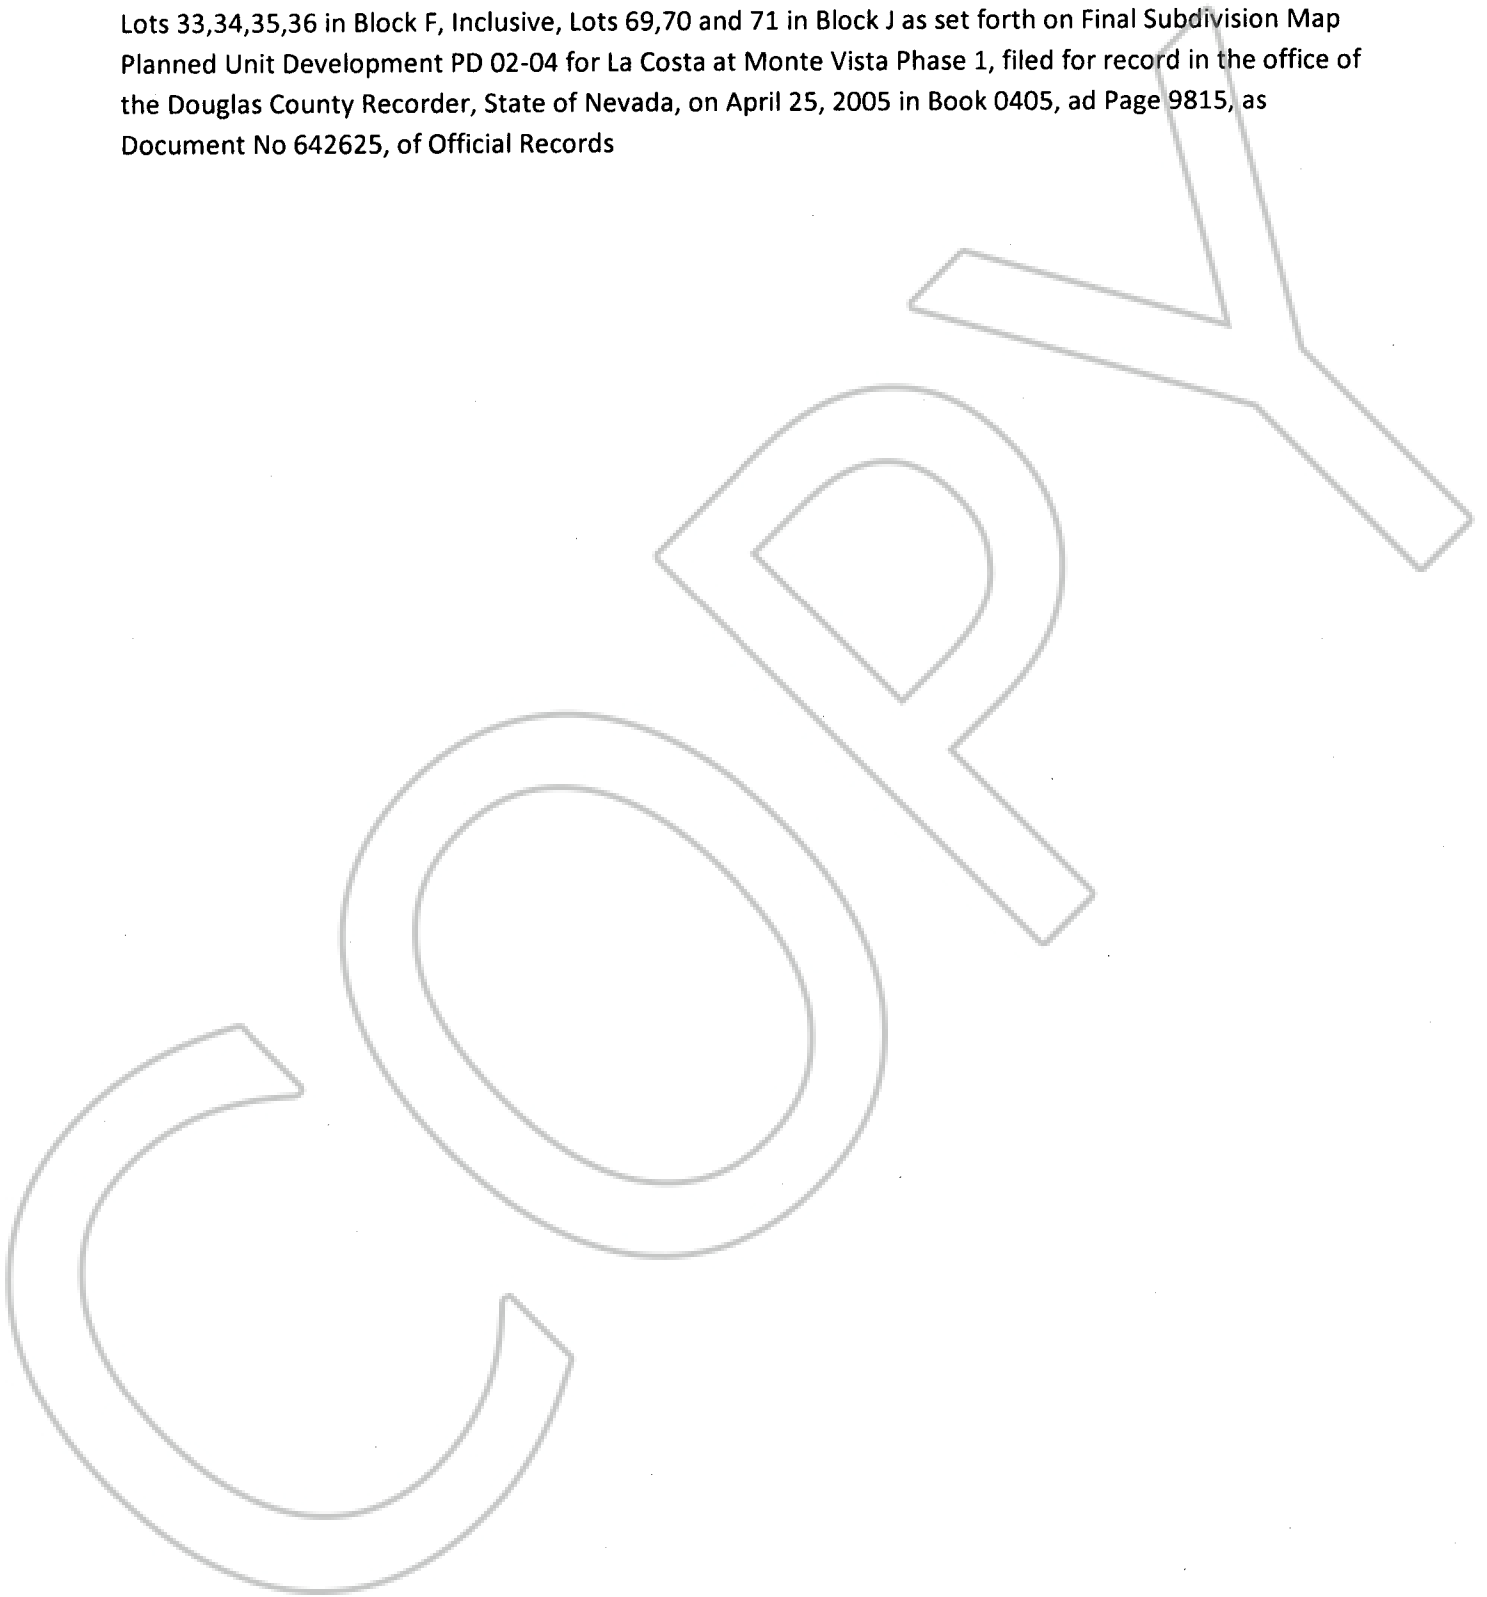 Lots 33,34,35,36 in Block F, Inclusive, Lots 69,70 and 71 in Block J as set forth on Final Subdivision Map
Planned Unit Development PD 02-04 for La Costa at Monte Vista Phase 1, filed for record in the office of
the Douglas County Recorder, State of Nevada, on April 25, 2005 in Book 0405, ad Page 9815, as
Document No 642625, of Official Records
COPY